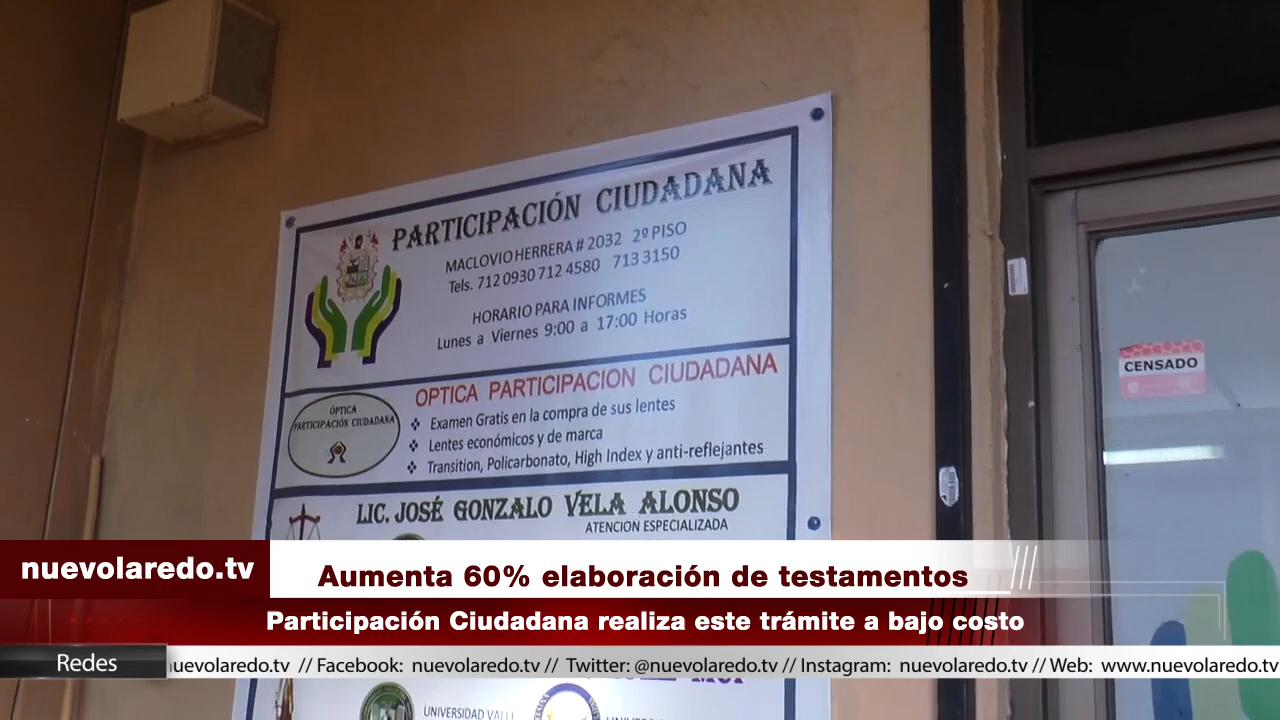 PARTICIPACIÓN CIUDADANA
MACLOVIO HERRERA # 2032 2º PISO
Tels. 712 0930 712 4580 713 3150
HORARIO PARA INFORMES
Lunes a Viernes 9:00 a 17:00 Horas
OPTICA PARTICIPACION CIUDADANA
ÓPTICA
PARTICIPACIÓN CIUDADANA
❖ Examen Gratis en la compra de sus lentes
❖ Lentes económicos y de marca
❖ Transition, Policarbonato, High Index y anti-reflejantes
LIC. JOSÉ GONZALO VELA ALONSO
ATENCION ESPECIALIZADA
CENSADO
nuevolaredo.tv
Aumenta 60% elaboración de testamentos
Participación Ciudadana realiza este trámite a bajo costo
Redes
uevolaredo.tv // Facebook: nuevolaredo.tv // Twitter: @nuevolaredo.tv // Instagram: nuevolaredo.tv // Web: www.nuevolaredo.tv
UNIVERSIDAD VALLE